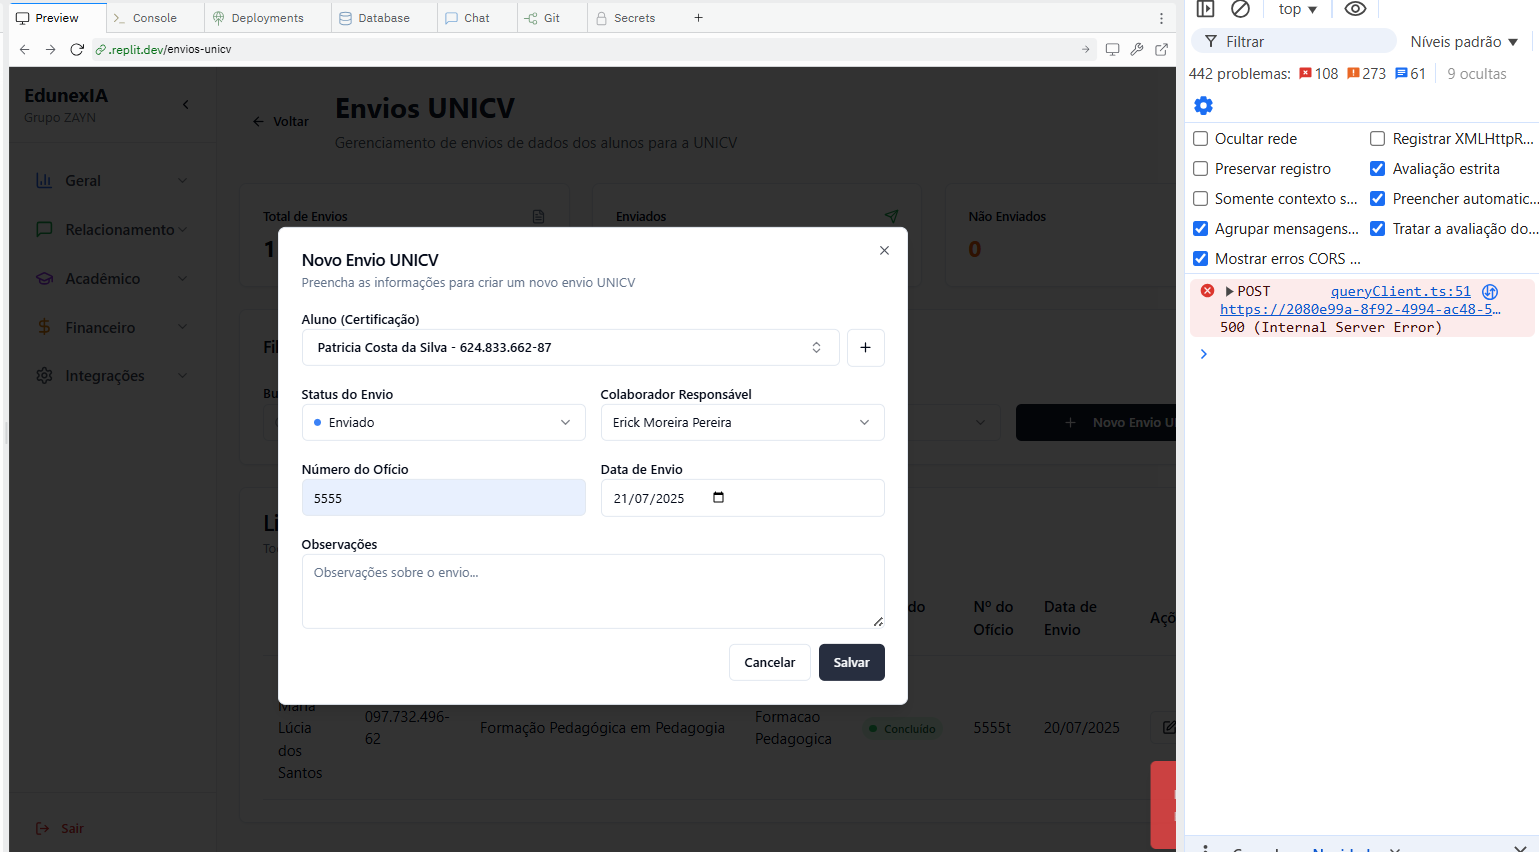 Preview
Console
Deployments
Database
Chat
Git
Secrets
.replit.dev/envios-unicv
EdunexIA
Grupo ZAYN
Geral
Relacionamento
Acadêmico
Financeiro
Integrações
Sair
Voltar
Envios UNICV
Gerenciamento de envios de dados dos alunos para a UNICV
Total de Envios
Enviados
Não Enviados
1
0
Fil
Bu
Novo Envio UN
Li
To
Novo Envio UNICV
Preencha as informações para criar um novo envio UNICV
Aluno (Certificação)
Patricia Costa da Silva - 624.833.662-87
Status do Envio
Colaborador Responsável
Enviado
Erick Moreira Pereira
Número do Ofício
Data de Envio
5555
21/07/2025
Observações
Observações sobre o envio...
Cancelar
Salvar
do
Nº do
Ofício
Data de
Envio
Açõ
Maria
Lúcia
dos
Santos
097.732.496-
62
Formação Pedagógica em Pedagogia
Formacao
Pedagogica
Concluído
5555t
20/07/2025
top
Filtrar
Níveis padrão
442 problemas: 108 273 61 9 ocultas
Ocultar rede
Registrar XMLHttpR...
Preservar registro
Avaliação estrita
Somente contexto s...
Preencher automatic...
Agrupar mensagens...
Tratar a avaliação do...
Mostrar erros CORS ...
POST queryClient.ts:51
https://2080e99a-8f92-4994-ac48-5…
500 (Internal Server Error)